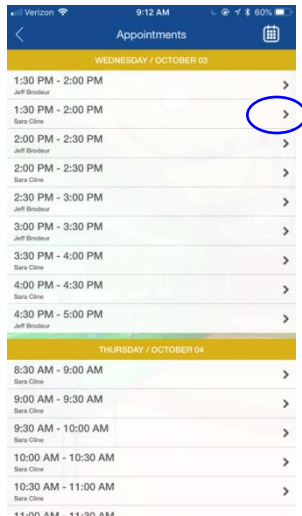 Verizon 9:12 AM 60%
Appointments
WEDNESDAY / OCTOBER 03
1:30 PM - 2:00 PM
Jeff Brodeur
1:30 PM - 2:00 PM
Sara Cline
2:00 PM - 2:30 PM
Jeff Brodeur
2:00 PM - 2:30 PM
Sara Cline
2:30 PM - 3:00 PM
Jeff Brodeur
3:00 PM - 3:30 PM
Jeff Brodeur
3:30 PM - 4:00 PM
Sara Cline
4:00 PM - 4:30 PM
Sara Cline
4:30 PM - 5:00 PM
Jeff Brodeur
THURSDAY / OCTOBER 04
8:30 AM - 9:00 AM
Sara Cline
9:00 AM - 9:30 AM
Sara Cline
9:30 AM - 10:00 AM
Sara Cline
10:00 AM - 10:30 AM
Sara Cline
10:30 AM - 11:00 AM
Sara Cline
11:00 AM - 11:30 AM